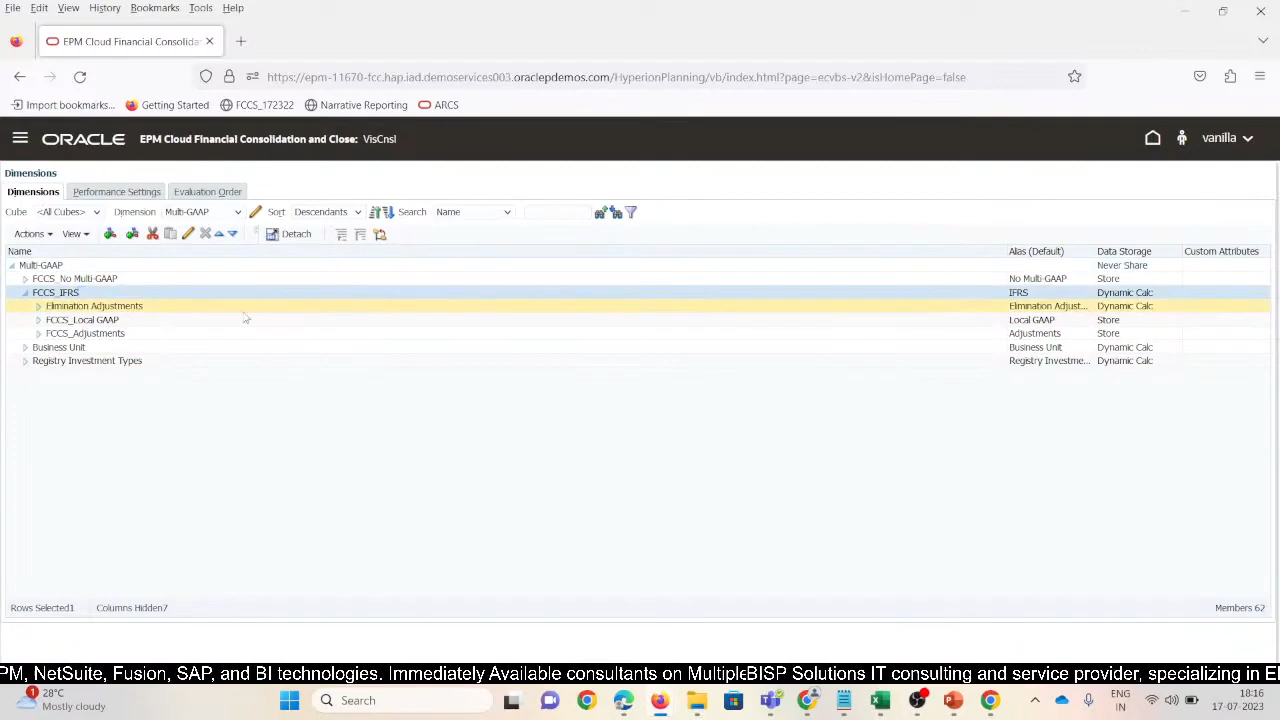 File Edit View History Bookmarks Tools Help
EPM Cloud Financial Consolidat
https://epm-11670-fcc.hap.iad.demoservices003.oraclepdemos.com/HyperionPlanning/vb/index.html?page=ecvbs-v2&isHomePage=false
Import bookmarks... Getting Started FCCS_172322 Narrative Reporting ARCS
ORACLE EPM Cloud Financial Consolidation and Close: VisCnsl vanilla
Dimensions
Dimensions Performance Settings Evaluation Order
Cube <All Cubes> Dimension Multi-GAAP Sort Descendants Search Name
Actions View Detach
Name Alias (Default) Data Storage Custom Attributes
Multi-GAAP Never Share
FCCS_No Multi-GAAP No Multi-GAAP Store
FCCS_IFRS IFRS Dynamic Calc
Elimination Adjustments Elimination Adjust... Dynamic Calc
FCCS_Local GAAP Local GAAP Store
FCCS_Adjustments Adjustments Store
Business Unit Business Unit Dynamic Calc
Registry Investment Types Registry Investme... Dynamic Calc
Rows Selected1 Columns Hidden7 Members 62
PM, NetSuite, Fusion, SAP, and BI technologies. Immediately Available consultants on MultipleBISP Solutions IT consulting and service provider, specializing in E
1 28°C Mostly cloudy Search ENG IN 18:16 17-07-2023